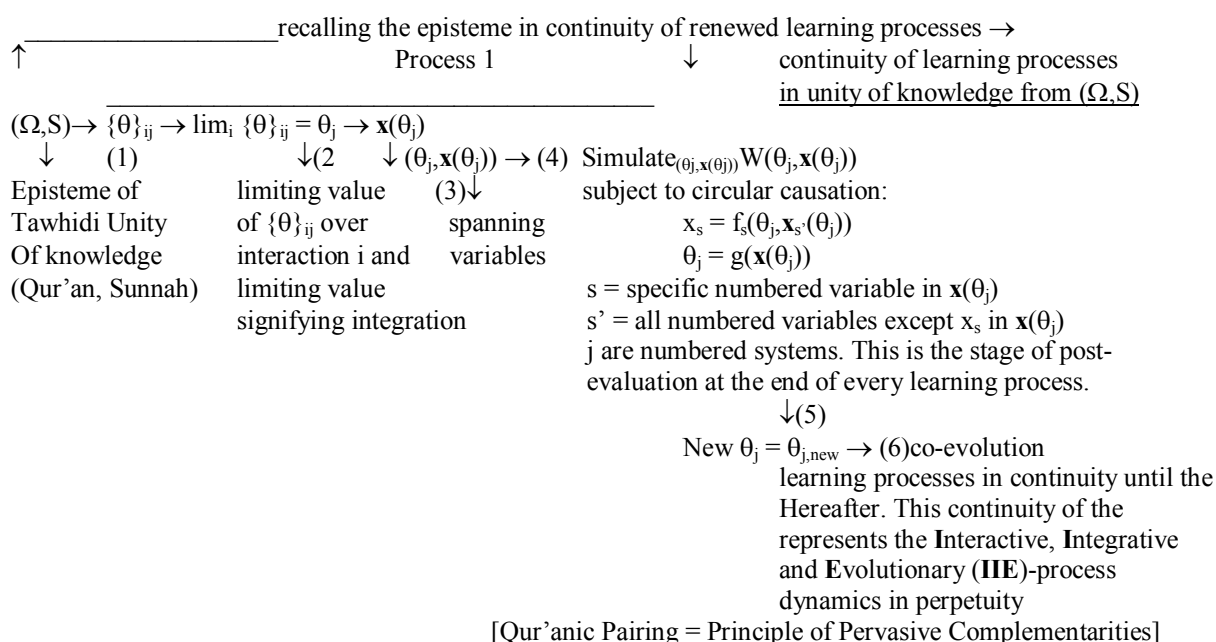 ____________________recalling the episteme in continuity of renewed learning processes →
↑ Process 1 ↓ continuity of learning processes
in unity of knowledge from (Ω,S)
(Ω,S)→ {θ}ij → limi {θ}ij = θj → x(θj)
↓ (1) ↓(2 ↓ (θj,x(θj)) → (4) Simulate(θj,x(θj))W(θj,x(θj))
Episteme of limiting value (3)↓ subject to circular causation:
Tawhidi Unity of {θ}ij over spanning xs = fs(θj,xs’(θj))
Of knowledge interaction i and variables θj = g(x(θj))
(Qur’an, Sunnah) limiting value s = specific numbered variable in x(θj)
signifying integration s’ = all numbered variables except xs in x(θj)
j are numbered systems. This is the stage of post-
evaluation at the end of every learning process.
↓(5)
New θj = θj,new → (6)co-evolution
learning processes in continuity until the
Hereafter. This continuity of the
represents the Interactive, Integrative
and Evolutionary (IIE)-process
dynamics in perpetuity
[Qur’anic Pairing = Principle of Pervasive Complementarities]